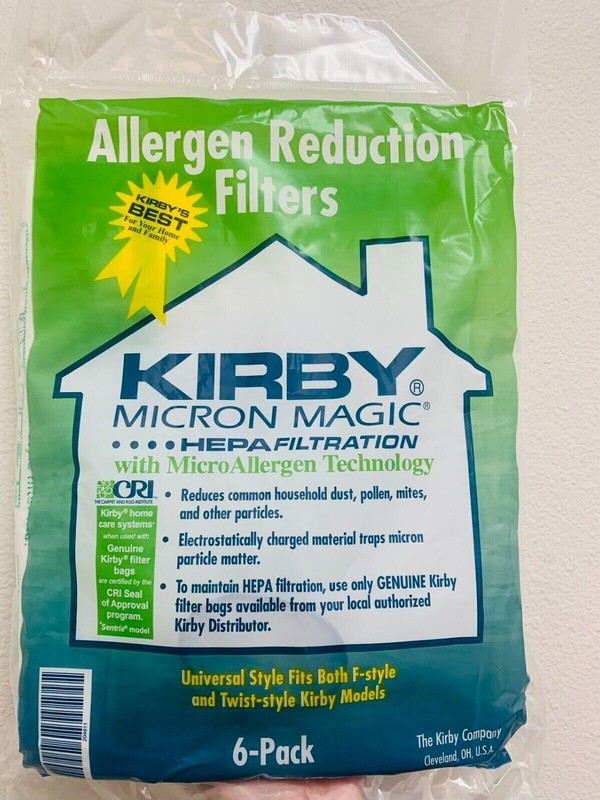 Allergen Reduction
Filters
KIRBY'S
BEST
For Your Home
and Family
KIRBY®
MICRON MAGIC®
••••HEPAFILTRATION
with MicroAllergen Technology
CRI
THE CARPET AND RUG INSTITUTE
Kirby® home
care systems*
when used with
Genuine
Kirby® filter
bags
are certified by the
CRI Seal
of Approval
program.
*Sentria® model
• Reduces common household dust, pollen, mites,
and other particles.
• Electrostatically charged material traps micron
particle matter.
• To maintain HEPA filtration, use only GENUINE Kirby
filter bags available from your local authorized
Kirby Distributor.
Universal Style Fits Both F-style
and Twist-style Kirby Models
204811
6-Pack
The Kirby Company
Cleveland, OH, U.S.A.